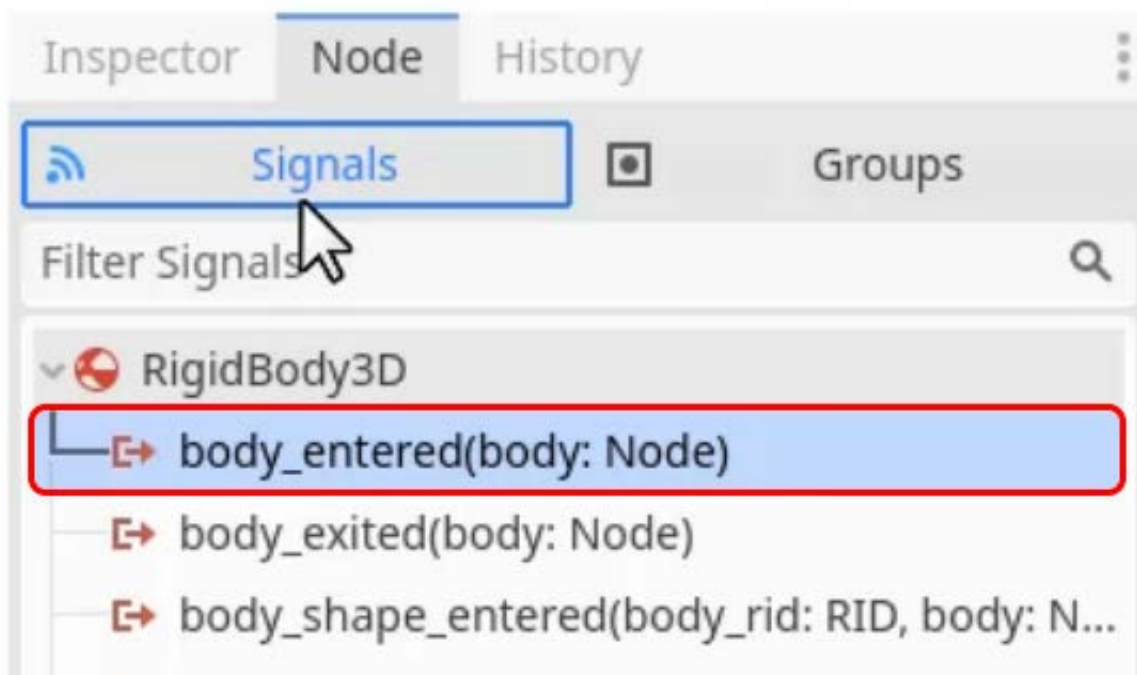 Inspector Node History
Signals Groups
Filter Signals
RigidBody3D
body_entered(body: Node)
body_exited(body: Node)
body_shape_entered(body_rid: RID, body: N...